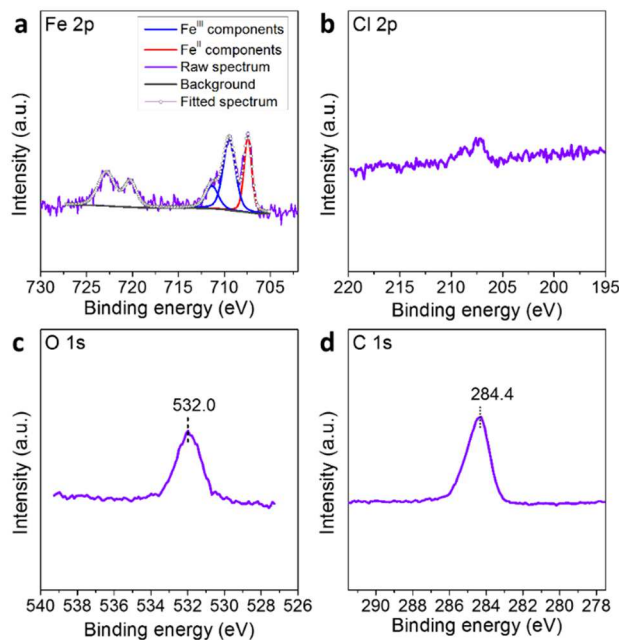 a Fe 2p
Fe^III components
Fe^II components
Raw spectrum
Background
Fitted spectrum
Intensity (a.u.)
730 725 720 715 710 705
Binding energy (eV)
b Cl 2p
Intensity (a.u.)
220 215 210 205 200 195
Binding energy (eV)
c O 1s
532.0
Intensity (a.u.)
540 538 536 534 532 530 528 526
Binding energy (eV)
d C 1s
284.4
Intensity (a.u.)
290 288 286 284 282 280 278
Binding energy (eV)